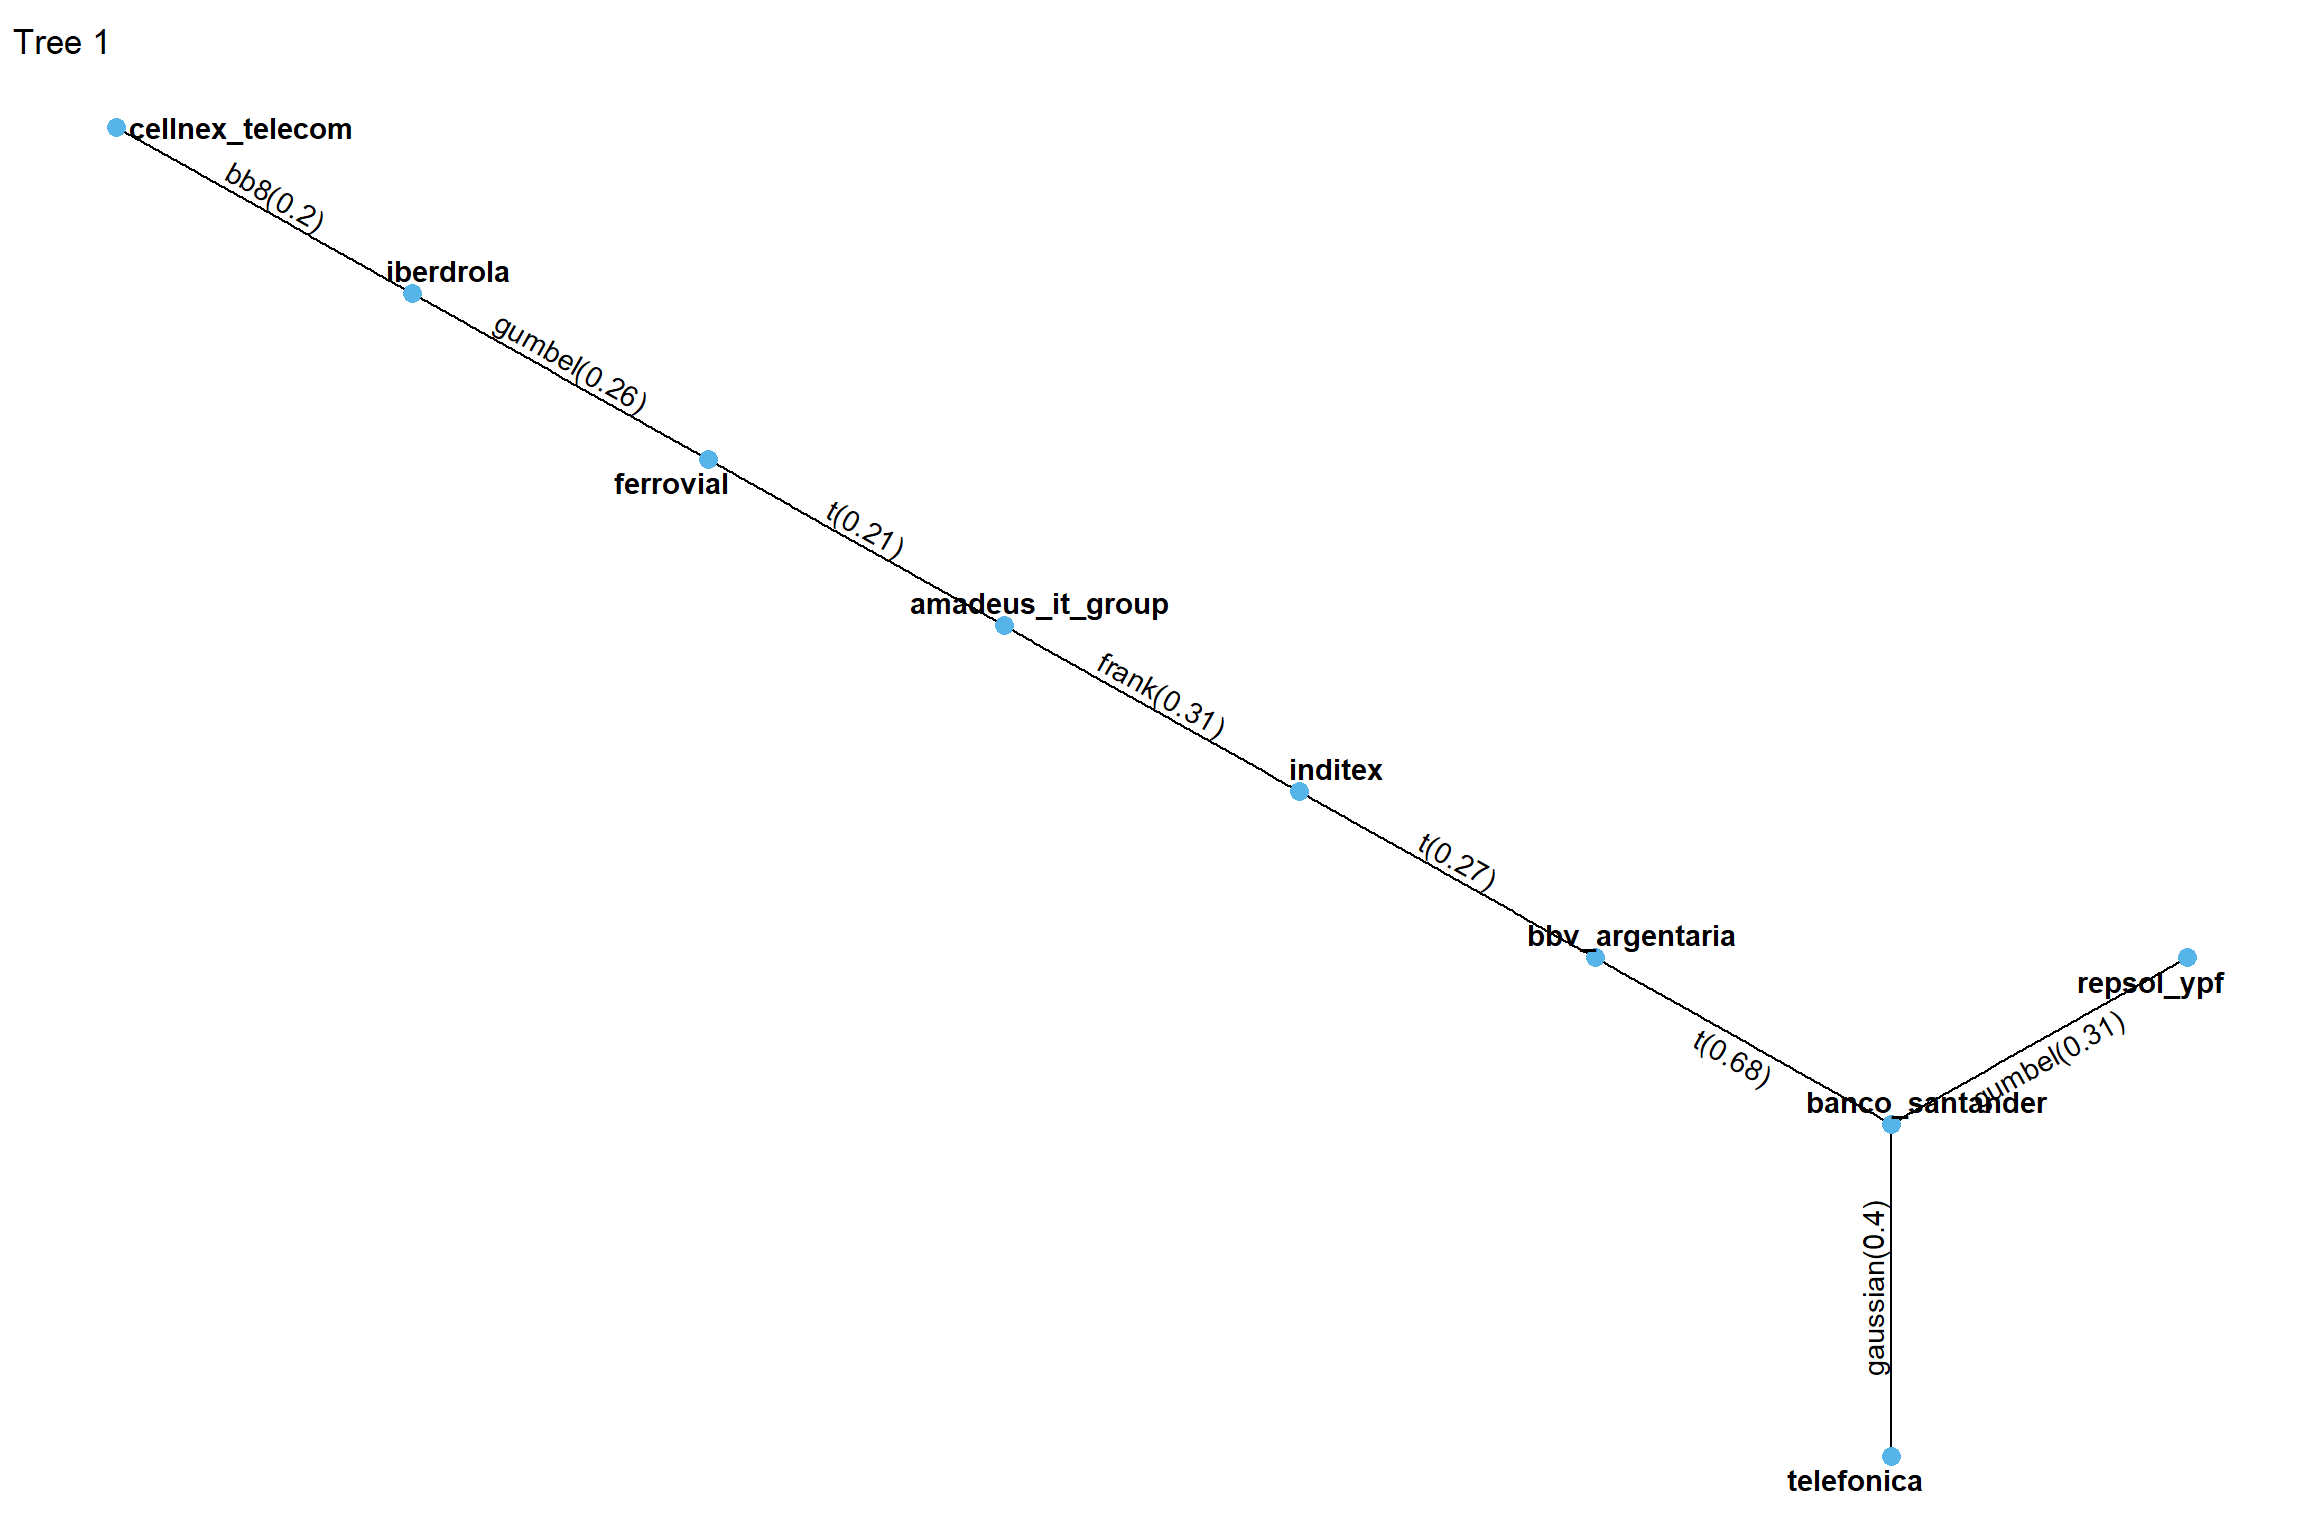 Tree 1
cellnex_telecom
bb8(0.2)
iberdrola
gumbel(0.26)
ferrovial
t(0.21)
amadeus_it_group
frank(0.31)
inditex
t(0.27)
bbv_argentaria
repsol_ypf
t(0.68)
gumbel(0.31)
banco_santander
gaussian(0.4)
telefonica